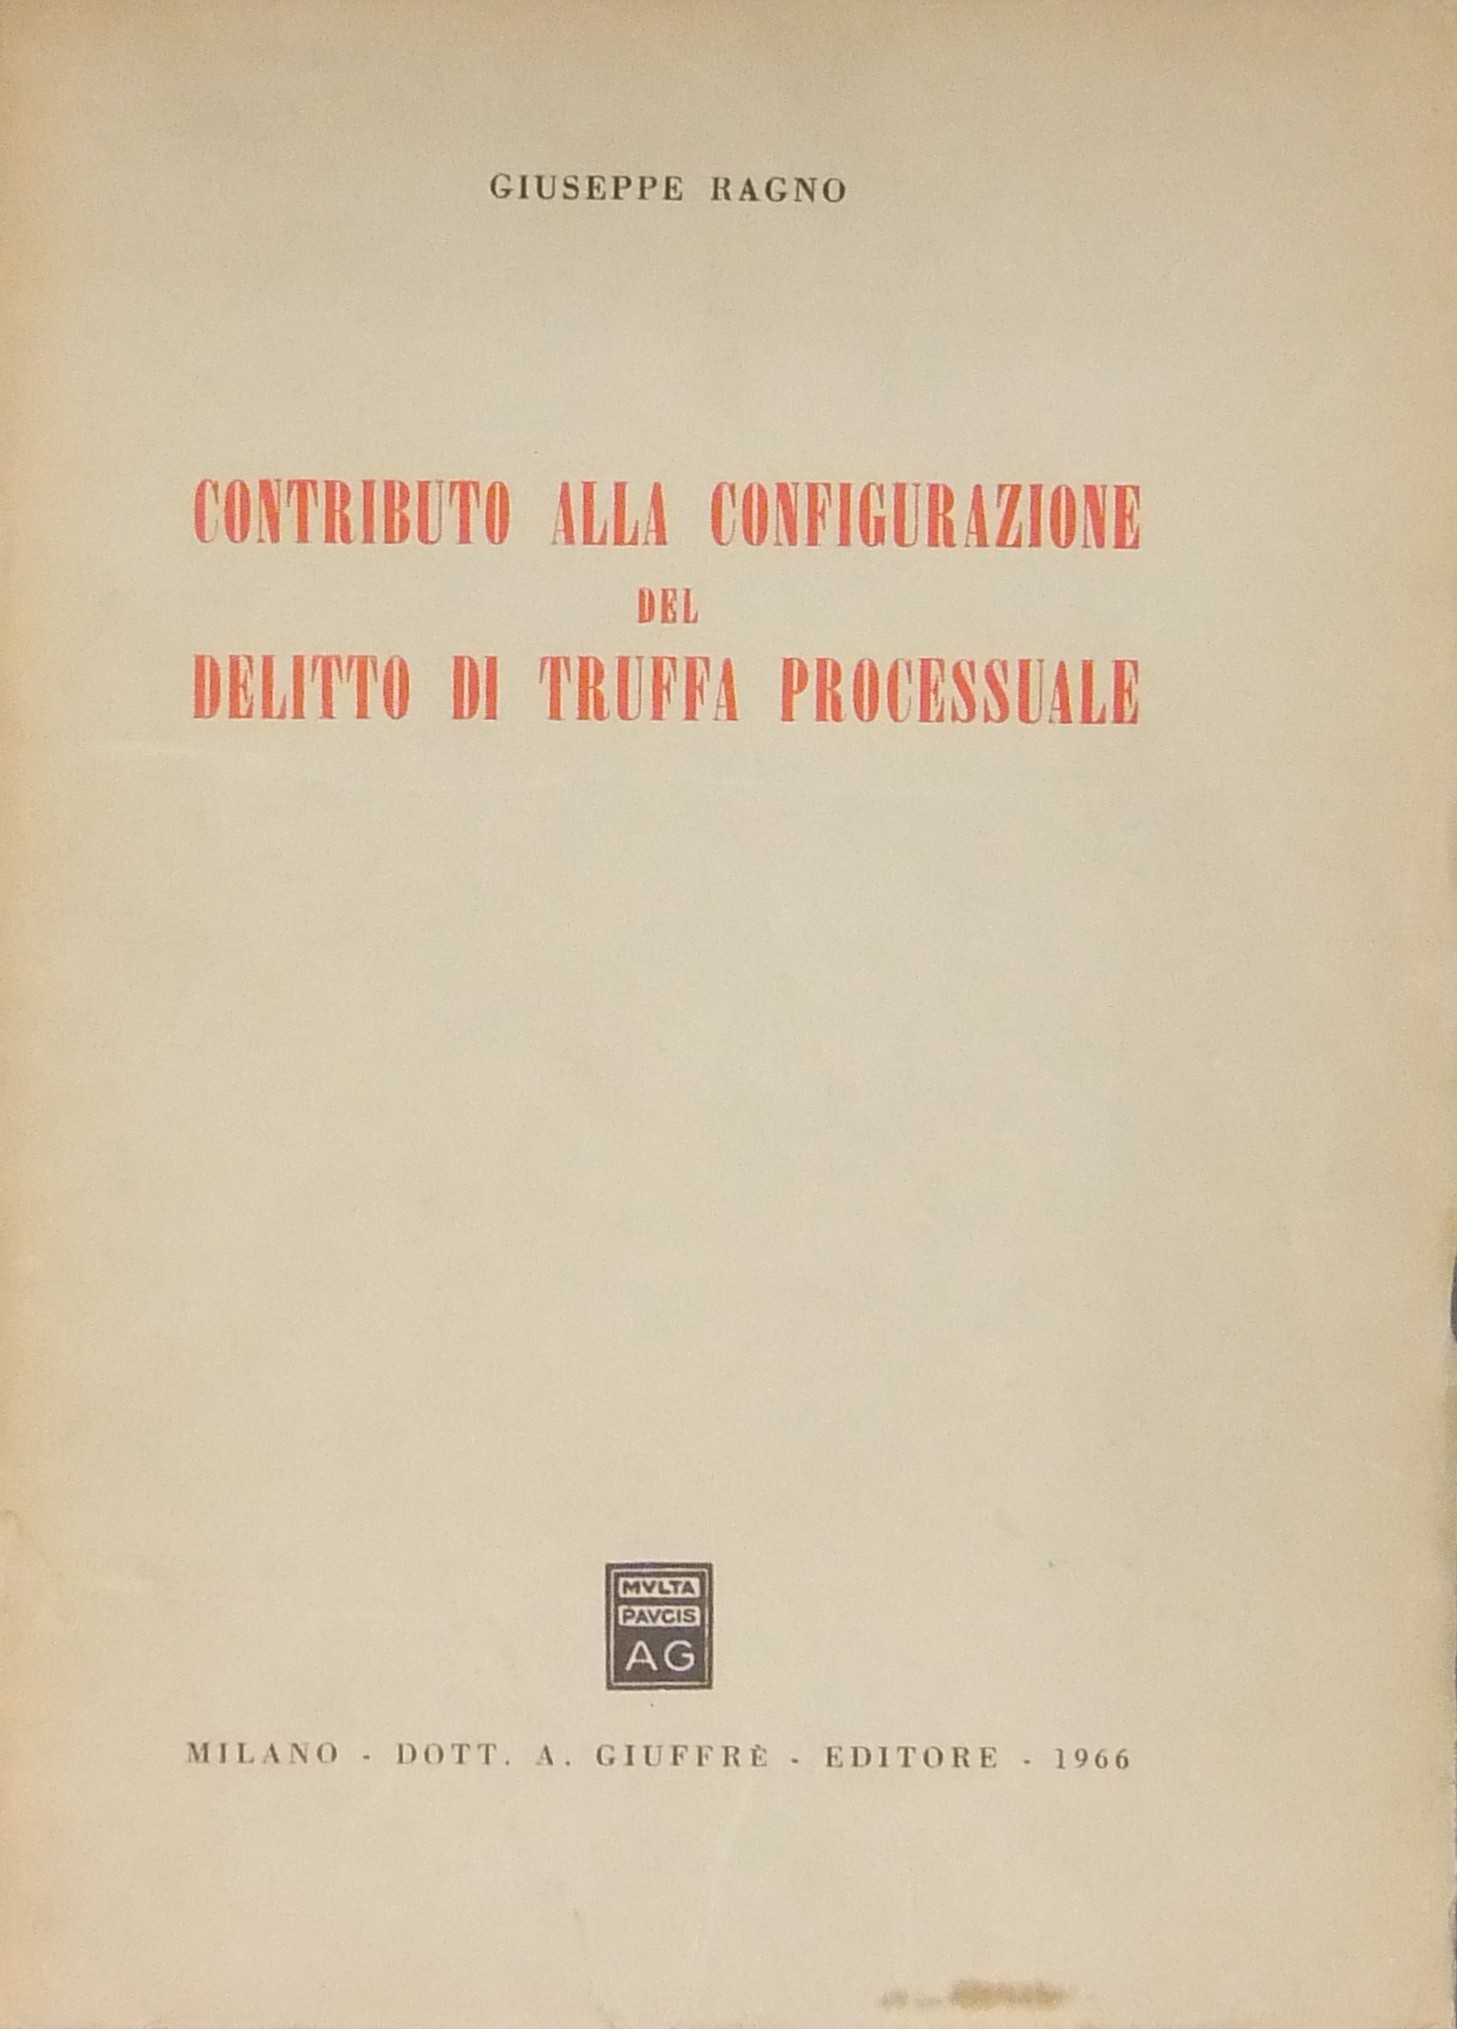 GIUSEPPE RAGNO
CONTRIBUTO ALLA CONFIGURAZIONE
DEL
DELITTO DI TRUFFA PROCESSUALE
MVLTA
PAVCIS
AG
MILANO - DOTT. A. GIUFFRÈ - EDITORE - 1966